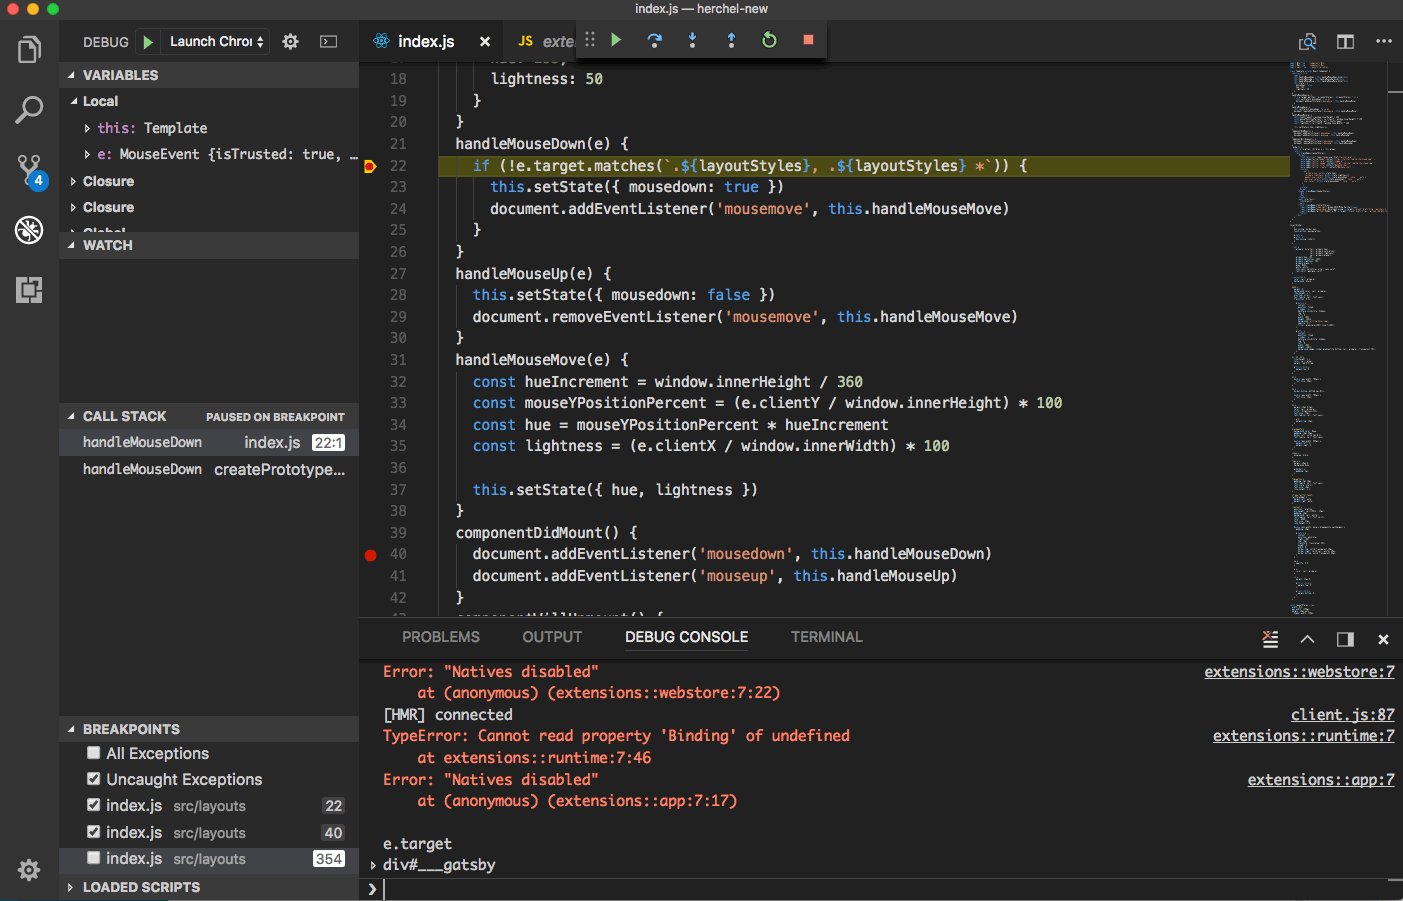 index.js — herchel-new
DEBUG
Launch Chror
index.js
JS exte
VARIABLES
Local
this: Template
e: MouseEvent {isTrusted: true, …
Closure
Closure
Global
WATCH
CALL STACK
PAUSED ON BREAKPOINT
handleMouseDown index.js 22:1
handleMouseDown createPrototype...
BREAKPOINTS
All Exceptions
Uncaught Exceptions
index.js src/layouts 22
index.js src/layouts 40
index.js src/layouts 354
LOADED SCRIPTS
4
18 lightness: 50
19 }
20 }
21 handleMouseDown(e) {
22 if (!e.target.matches(`.${layoutStyles}, .${layoutStyles} *`)) {
23 this.setState({ mousedown: true })
24 document.addEventListener('mousemove', this.handleMouseMove)
25 }
26 }
27 handleMouseUp(e) {
28 this.setState({ mousedown: false })
29 document.removeEventListener('mousemove', this.handleMouseMove)
30 }
31 handleMouseMove(e) {
32 const hueIncrement = window.innerHeight / 360
33 const mouseYPositionPercent = (e.clientY / window.innerHeight) * 100
34 const hue = mouseYPositionPercent * hueIncrement
35 const lightness = (e.clientX / window.innerWidth) * 100
36
37 this.setState({ hue, lightness })
38 }
39 componentDidMount() {
40 document.addEventListener('mousedown', this.handleMouseDown)
41 document.addEventListener('mouseup', this.handleMouseUp)
42 }
PROBLEMS OUTPUT DEBUG CONSOLE TERMINAL
Error: "Natives disabled" extensions::webstore:7
at (anonymous) (extensions::webstore:7:22)
[HMR] connected client.js:87
TypeError: Cannot read property 'Binding' of undefined extensions::runtime:7
at extensions::runtime:7:46
Error: "Natives disabled" extensions::app:7
at (anonymous) (extensions::app:7:17)
e.target
div#___gatsby